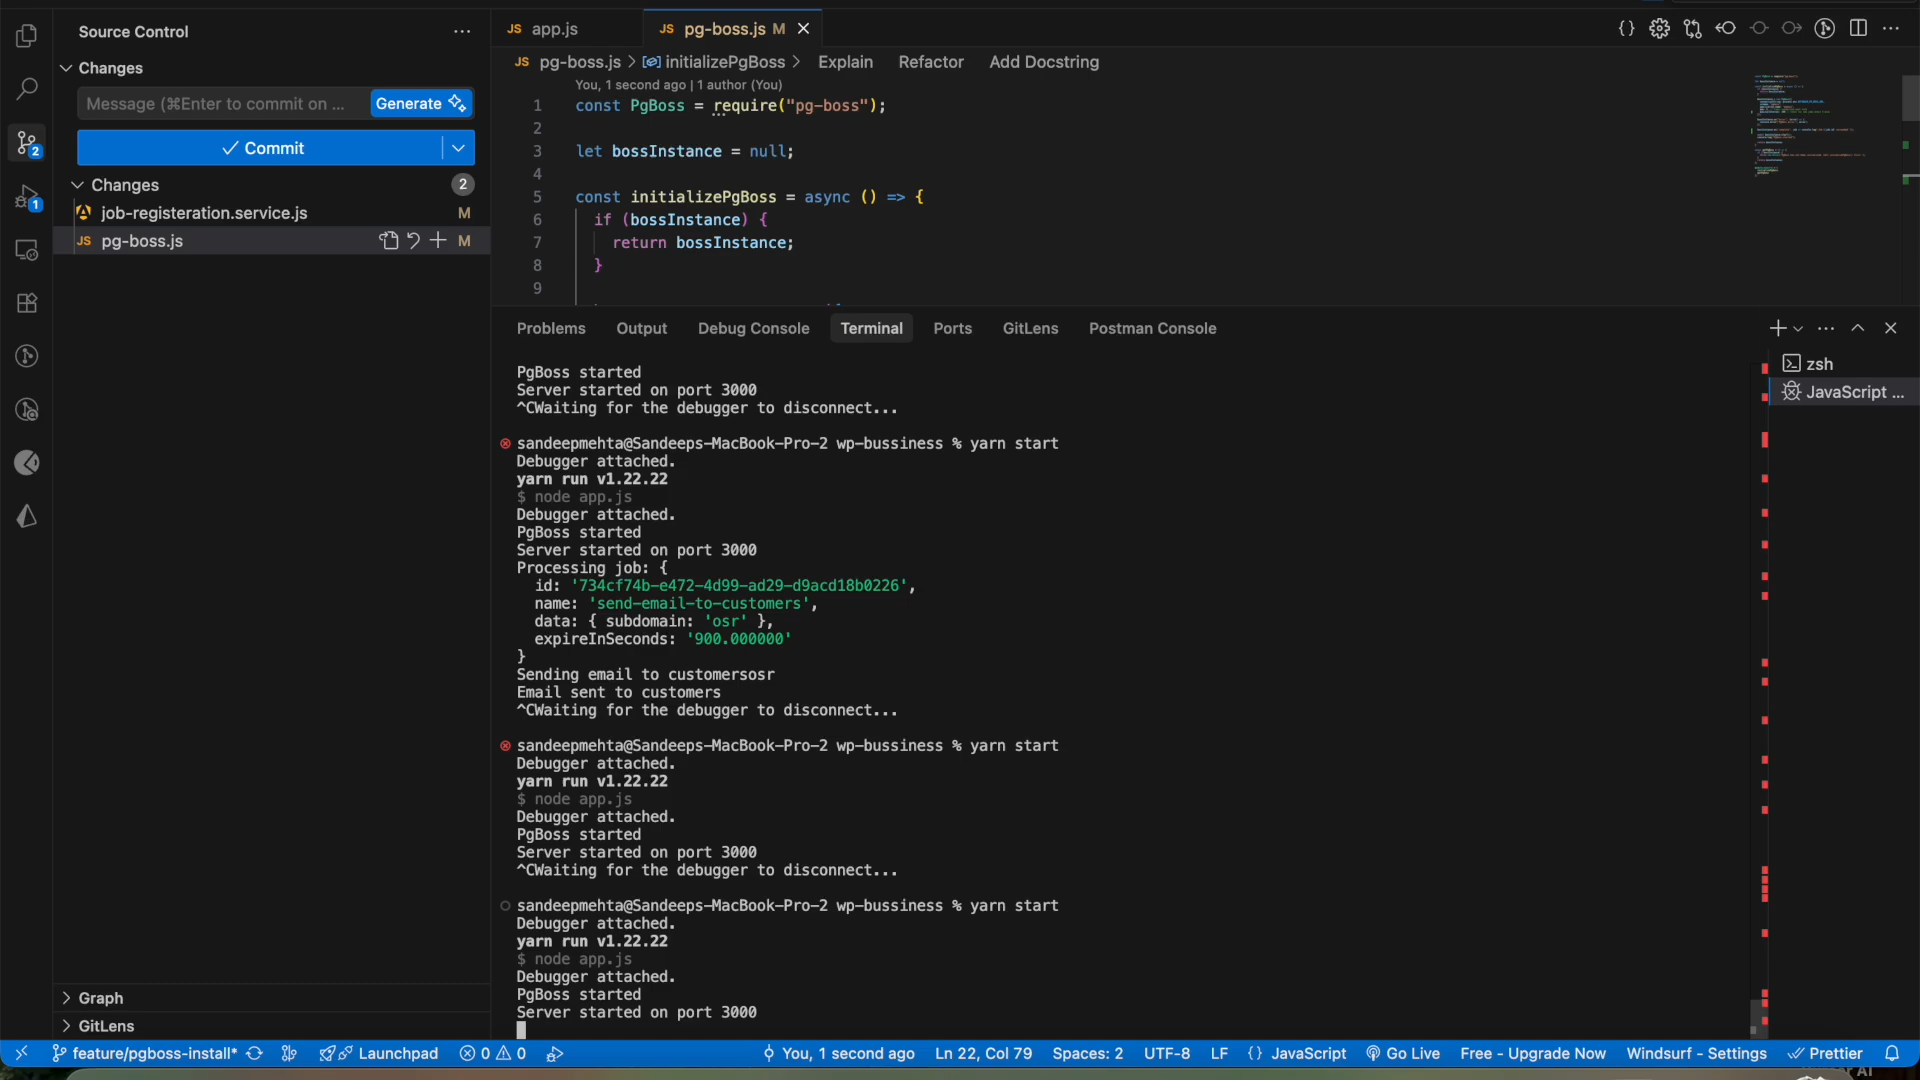 Source Control
Changes
Message (⌘Enter to commit on ...
Generate
Commit
Changes
2
job-registeration.service.js
M
pg-boss.js
M
2
1
Graph
GitLens
JS app.js
JS pg-boss.js M
JS pg-boss.js > initializePgBoss > Explain Refactor Add Docstring
You, 1 second ago | 1 author (You)
1 const PgBoss = require("pg-boss");
2
3 let bossInstance = null;
4
5 const initializePgBoss = async () => {
6 if (bossInstance) {
7 return bossInstance;
8 }
9
Problems Output Debug Console Terminal Ports GitLens Postman Console
zsh
JavaScript ...
PgBoss started
Server started on port 3000
^CWaiting for the debugger to disconnect...
sandeepmehta@Sandeeps-MacBook-Pro-2 wp-bussiness % yarn start
Debugger attached.
yarn run v1.22.22
$ node app.js
Debugger attached.
PgBoss started
Server started on port 3000
Processing job: {
id: '734cf74b-e472-4d99-ad29-d9acd18b0226',
name: 'send-email-to-customers',
data: { subdomain: 'osr' },
expireInSeconds: '900.000000'
}
Sending email to customersosr
Email sent to customers
^CWaiting for the debugger to disconnect...
sandeepmehta@Sandeeps-MacBook-Pro-2 wp-bussiness % yarn start
Debugger attached.
yarn run v1.22.22
$ node app.js
Debugger attached.
PgBoss started
Server started on port 3000
^CWaiting for the debugger to disconnect...
sandeepmehta@Sandeeps-MacBook-Pro-2 wp-bussiness % yarn start
Debugger attached.
yarn run v1.22.22
$ node app.js
Debugger attached.
PgBoss started
Server started on port 3000
feature/pgboss-install* Launchpad 0 0 You, 1 second ago Ln 22, Col 79 Spaces: 2 UTF-8 LF {} JavaScript Go Live Free - Upgrade Now Windsurf - Settings Prettier